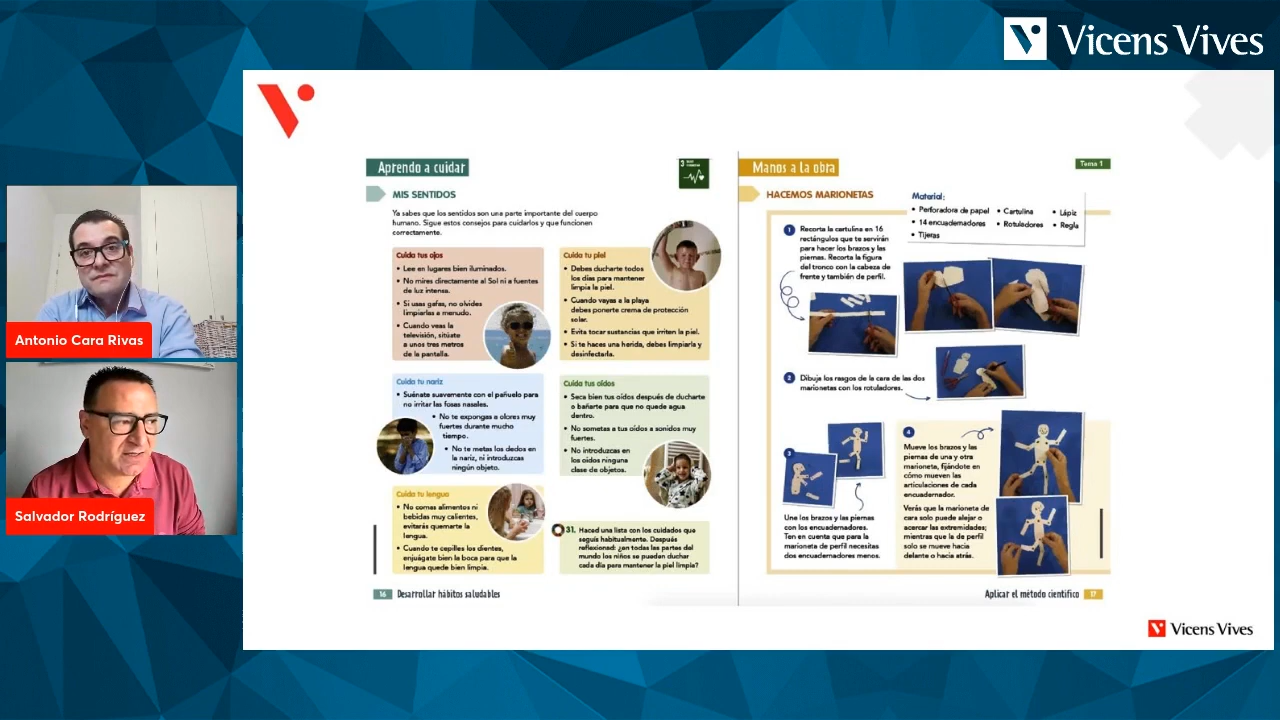 Vicens Vives
Antonio Cara Rivas
Salvador Rodríguez
Aprendo a cuidar
3
MIS SENTIDOS
Ya sabes que los sentidos son una parte importante del cuerpo
humano. Sigue estos consejos para cuidarlos y que funcionen
correctamente.
Cuida tus ojos
• Lee en lugares bien iluminados.
• No mires directamente al Sol ni a fuentes
de luz intensa.
• Si usas gafas, no olvides
limpiarlas a menudo.
• Cuando veas la
televisión, sitúate
a unos tres metros
de la pantalla.
Cuida tu piel
• Debes ducharte todos
los días para mantener
limpia la piel.
• Cuando vayas a la playa
debes ponerte crema de protección
solar.
• Evita tocar sustancias que irriten la piel.
• Si te haces una herida, debes limpiarla y
desinfectarla.
Cuida tu nariz
• Suénate suavemente con el pañuelo para
no irritar las fosas nasales.
• No te expongas a olores muy
fuertes durante mucho
tiempo.
• No te metas los dedos en
la nariz, ni introduzcas
ningún objeto.
Cuida tus oídos
• Seca bien tus oídos después de ducharte
o bañarte para que no quede agua
dentro.
• No sometas a tus oídos a sonidos muy
fuertes.
• No introduzcas en
los oídos ninguna
clase de objetos.
Cuida tu lengua
• No comas alimentos ni
bebidas muy calientes,
evitarás quemarte la
lengua.
• Cuando te cepilles los dientes,
enjuágate bien la boca para que la
lengua quede bien limpia.
31. Haced una lista con los cuidados que
seguís habitualmente. Después
reflexionad: ¿en todas las partes del
mundo los niños se pueden duchar
cada día para mantener la piel limpia?
16 Desarrollar hábitos saludables
Manos a la obra
Tema 1
HACEMOS MARIONETAS
Material:
• Perforadora de papel • Cartulina • Lápiz
• 14 encuadernadores • Rotuladores • Regla
• Tijeras
1 Recorta la cartulina en 16
rectángulos que te servirán
para hacer los brazos y las
piernas. Recorta la figura
del tronco con la cabeza de
frente y también de perfil.
2 Dibuja los rasgos de la cara de las dos
marionetas con los rotuladores.
3
Une los brazos y las piernas
con los encuadernadores.
Ten en cuenta que para la
marioneta de perfil necesitas
dos encuadernadores menos.
4
Mueve los brazos y las
piernas de una y otra
marioneta, fijándote en
cómo mueven las
articulaciones de cada
encuadernador.
Verás que la marioneta de
cara solo puede alejar o
acercar las extremidades;
mientras que la de perfil
solo se mueve hacia
delante o hacia atrás.
Aplicar el método científico 17
Vicens Vives